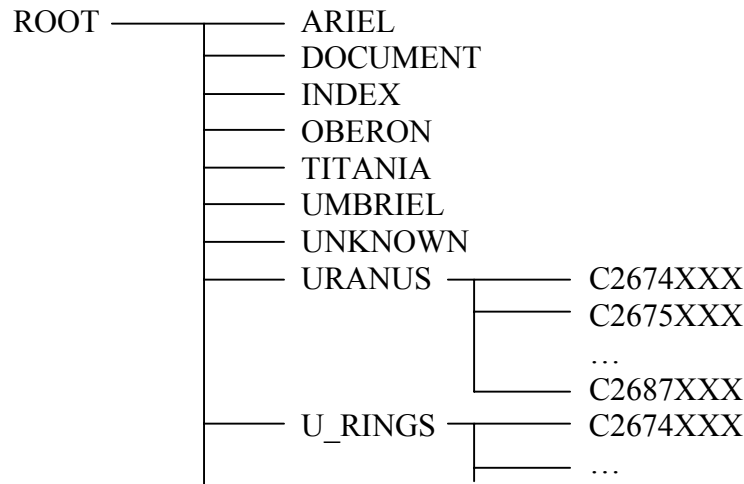 ROOT ARIEL
DOCUMENT
INDEX
OBERON
TITANIA
UMBRIEL
UNKNOWN
URANUS C2674XXX
C2675XXX
…
C2687XXX
U_RINGS C2674XXX
…